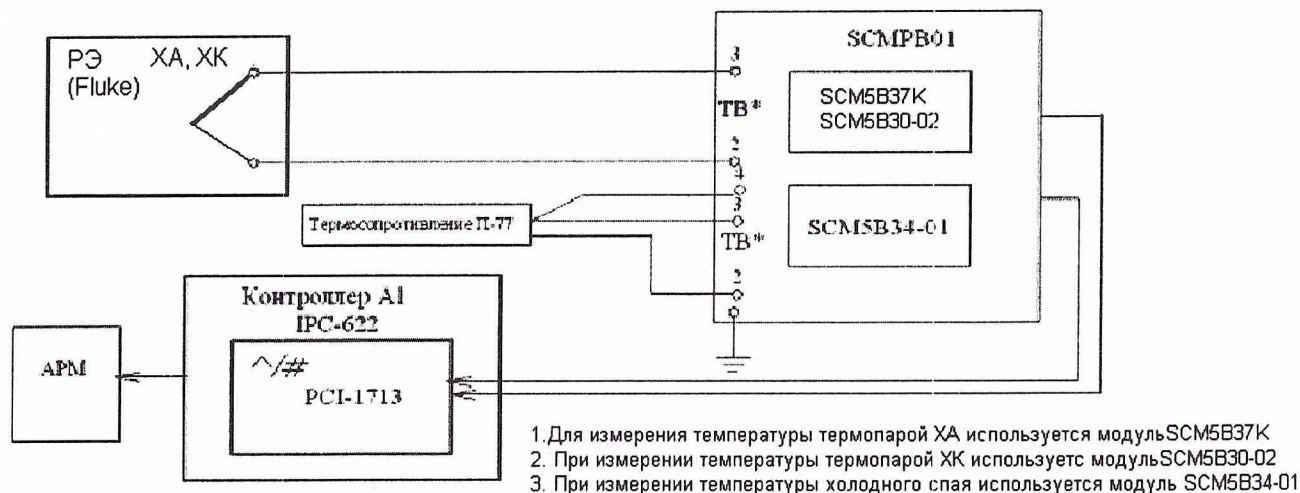 РЭ ХА, ХК
(Fluke)
3
ТВ*
2
4
3
ТВ*
2
SCMPB01
SCM5B37K
SCM5B30-02
SCM5B34-01
Термосопротивление П-77
Контроллер А1
IPC-622
^/#
PCI-1713
АРМ
1.Для измерения температуры термопарой ХА используется модульSCM5B37K
2. При измерении температуры термопарой ХК используетс модульSCM5B30-02
3. При измерении температуры холодного спая используется модуль SCM5B34-01